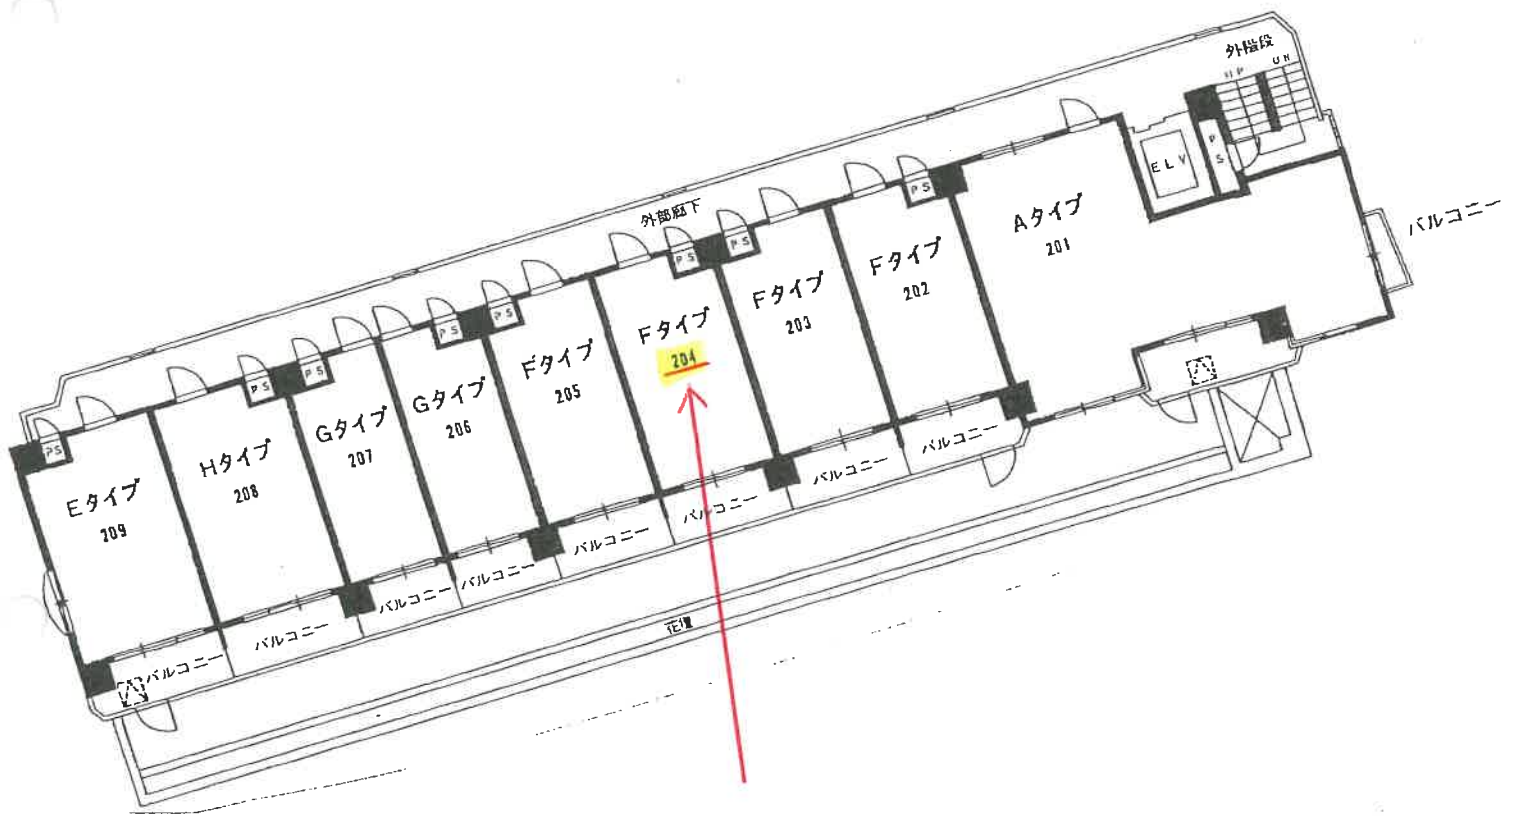 外階段
UP
DN
ELV
PS
Aタイプ
201
バルコニー
外部廊下
PS
Fタイプ
202
バルコニー
PS
Fタイプ
203
バルコニー
PS
Fタイプ
204
バルコニー
Fタイプ
205
PS
バルコニー
PS
Gタイプ
206
バルコニー
Gタイプ
207
PS
バルコニー
PS
Hタイプ
208
バルコニー
PS
Eタイプ
209
バルコニー
花壇